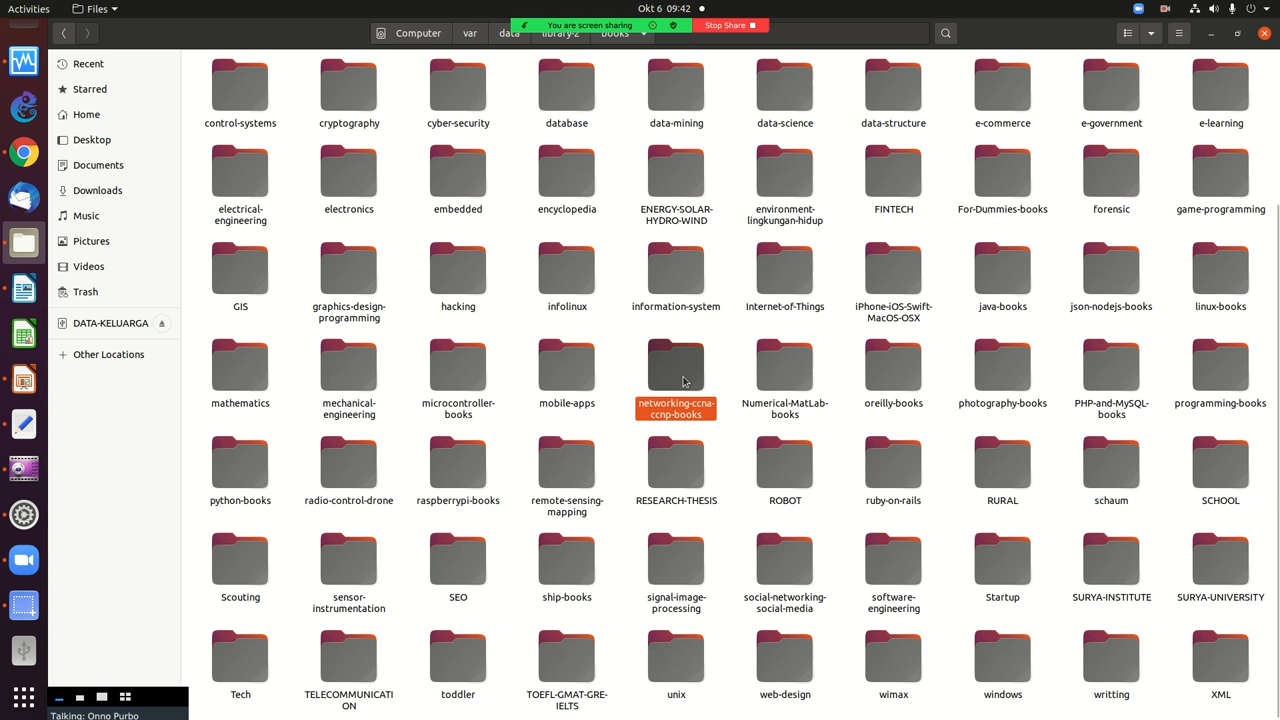 Activities
Files
Okt 6 09:42
You are screen sharing
Stop Share
Computer
var
data
library-2
books
Recent
Starred
Home
Desktop
Documents
Downloads
Music
Pictures
Videos
Trash
DATA-KELUARGA
Other Locations
control-systems
cryptography
cyber-security
database
data-mining
data-science
data-structure
e-commerce
e-government
e-learning
electrical-
engineering
electronics
embedded
encyclopedia
ENERGY-SOLAR-
HYDRO-WIND
environment-
lingkungan-hidup
FINTECH
For-Dummies-books
forensic
game-programming
GIS
graphics-design-
programming
hacking
infolinux
information-system
Internet-of-Things
iPhone-iOS-Swift-
MacOS-OSX
java-books
json-nodejs-books
linux-books
mathematics
mechanical-
engineering
microcontroller-
books
mobile-apps
networking-ccna-
ccnp-books
Numerical-MatLab-
books
oreilly-books
photography-books
PHP-and-MySQL-
books
programming-books
python-books
radio-control-drone
raspberrypi-books
remote-sensing-
mapping
RESEARCH-THESIS
ROBOT
ruby-on-rails
RURAL
schaum
SCHOOL
Scouting
sensor-
instrumentation
SEO
ship-books
signal-image-
processing
social-networking-
social-media
software-
engineering
Startup
SURYA-INSTITUTE
SURYA-UNIVERSITY
Tech
TELECOMMUNICATI
ON
toddler
TOEFL-GMAT-GRE-
IELTS
unix
web-design
wimax
windows
writting
XML
Talking: Onno Purbo